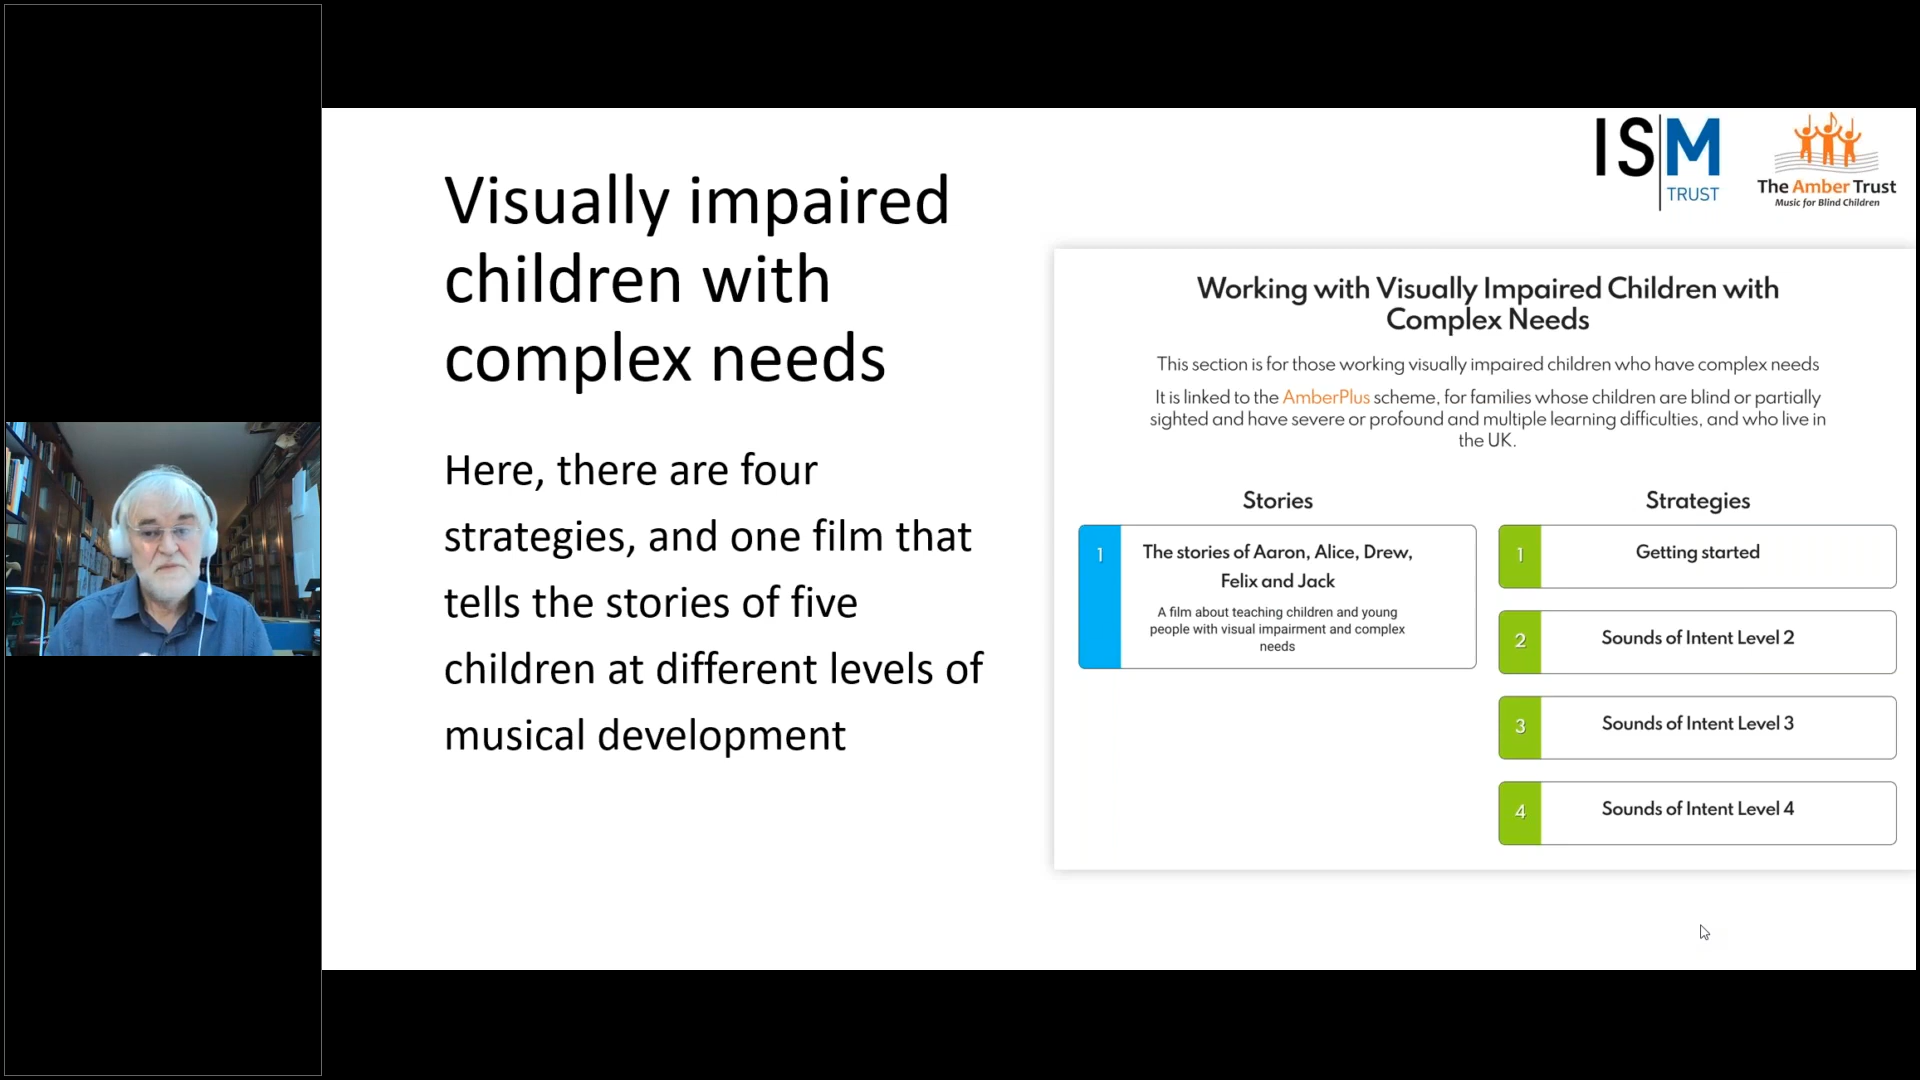 ISM
TRUST
The Amber Trust
Music for Blind Children
Visually impaired
children with
complex needs
Here, there are four
strategies, and one film that
tells the stories of five
children at different levels of
musical development
Working with Visually Impaired Children with
Complex Needs
This section is for those working visually impaired children who have complex needs
It is linked to the AmberPlus scheme, for families whose children are blind or partially
sighted and have severe or profound and multiple learning difficulties, and who live in
the UK.
Stories
1
The stories of Aaron, Alice, Drew,
Felix and Jack
A film about teaching children and young
people with visual impairment and complex
needs
Strategies
1 Getting started
2 Sounds of Intent Level 2
3 Sounds of Intent Level 3
4 Sounds of Intent Level 4